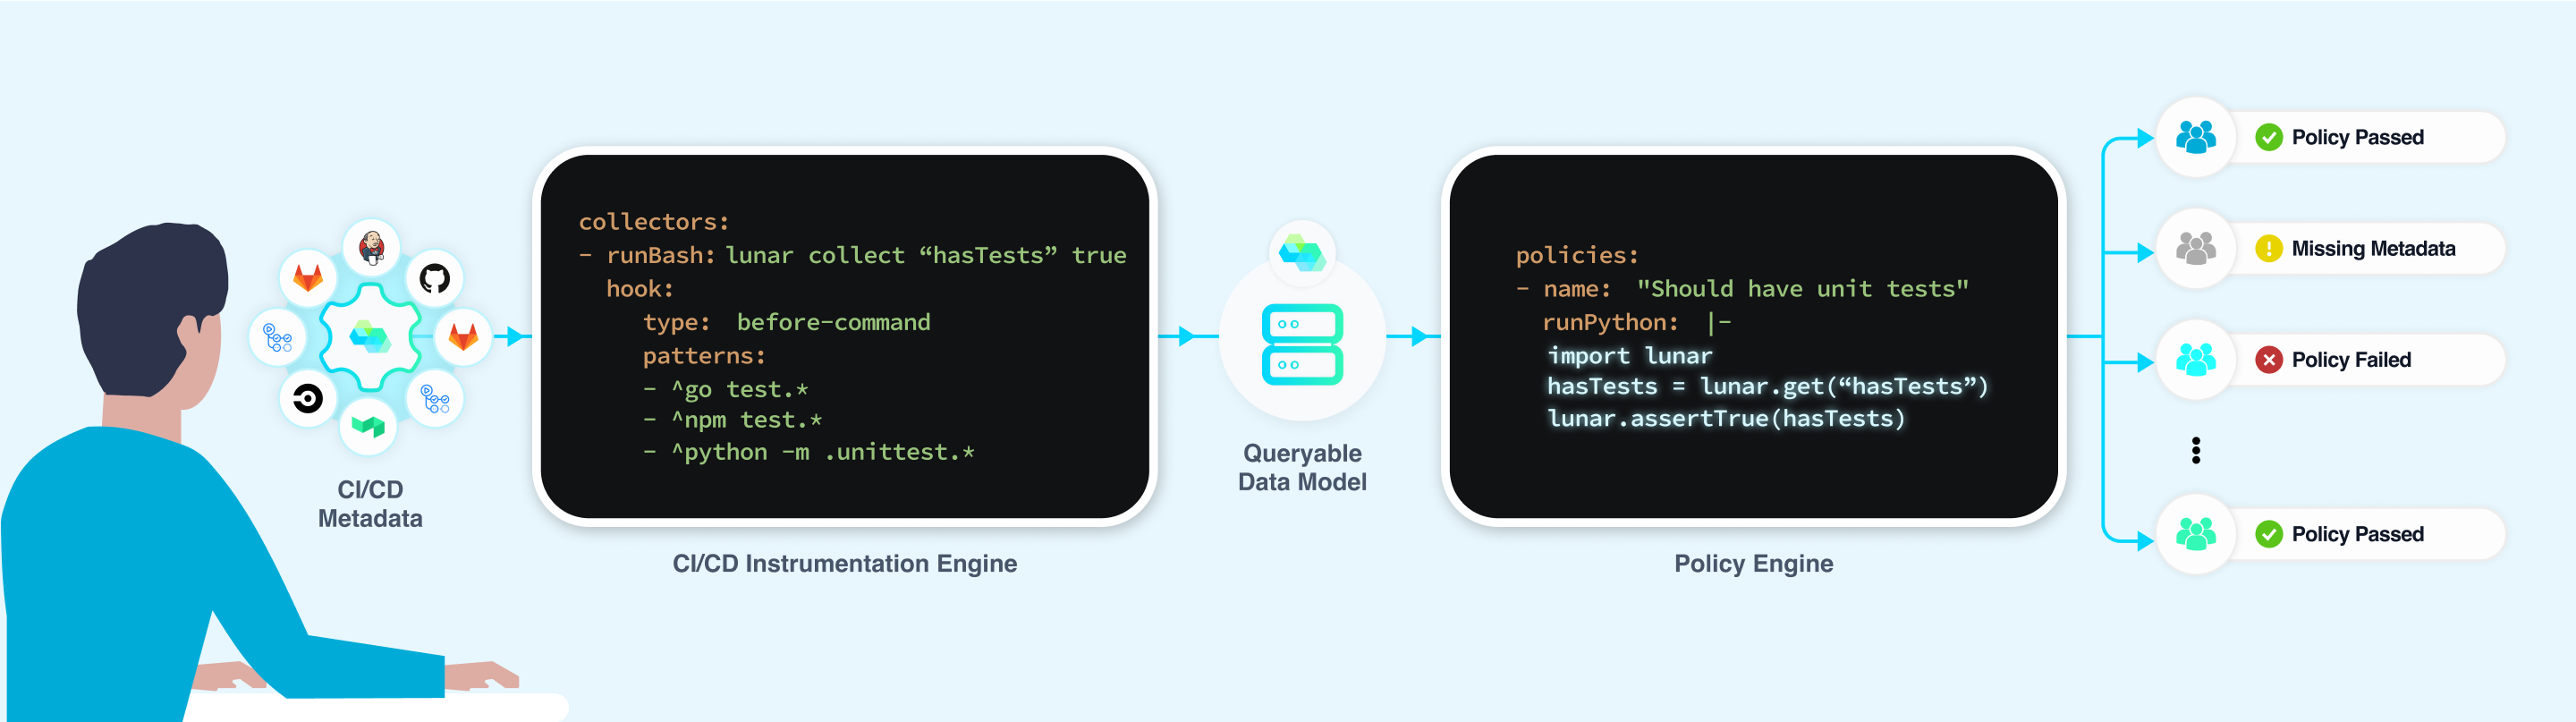 CI/CD
Metadata
collectors:
- runBash: lunar collect “hasTests” true
hook:
type: before-command
patterns:
- ^go test.*
- ^npm test.*
- ^python -m .unittest.*
CI/CD Instrumentation Engine
Queryable
Data Model
policies:
- name: "Should have unit tests"
runPython: |-
import lunar
hasTests = lunar.get(“hasTests”)
lunar.assertTrue(hasTests)
Policy Engine
Policy Passed
Missing Metadata
Policy Failed
Policy Passed